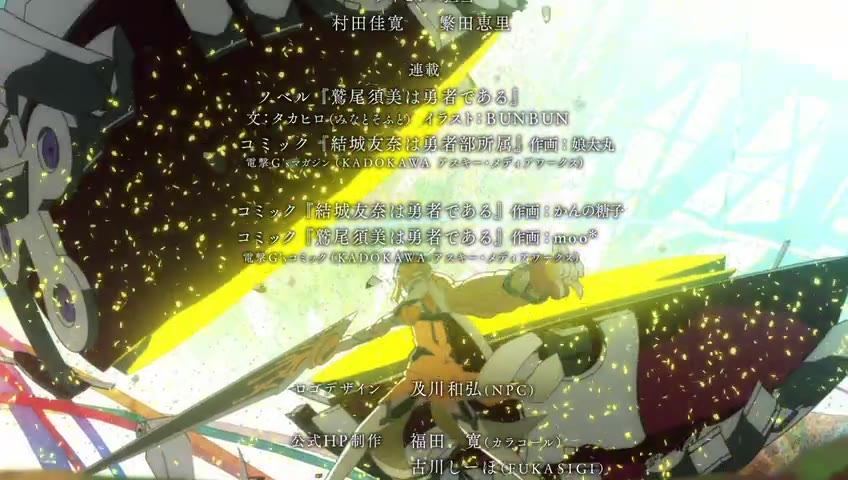 村田佳寛 繁田恵里
連載
ノベル『鷲尾須美は勇者である』
文：タカヒロ（みなとそふと） イラスト：BUNBUN
コミック『結城友奈は勇者部所属』作画：娘太丸
電撃G'sマガジン（KADOKAWA アスキー・メディアワークス）
コミック『結城友奈は勇者である』作画：かんの糖子
コミック『鷲尾須美は勇者である』作画：moo*
電撃G'sコミック（KADOKAWA アスキー・メディアワークス）
ロゴデザイン 及川和弘（NPC）
公式HP制作 福田 寛（カラコール）
古川しーほ（FUKASIGI）